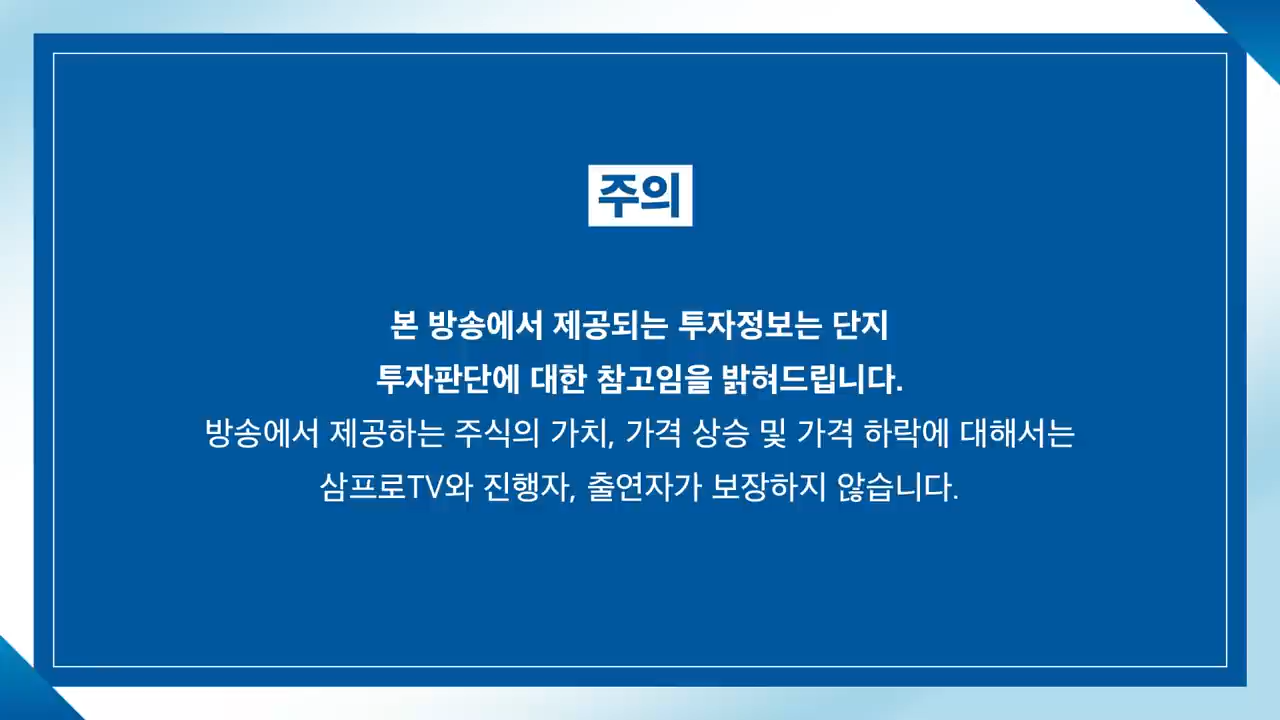 주의
본 방송에서 제공되는 투자정보는 단지
투자판단에 대한 참고임을 밝혀드립니다.
방송에서 제공하는 주식의 가치, 가격 상승 및 가격 하락에 대해서는
삼프로TV와 진행자, 출연자가 보장하지 않습니다.